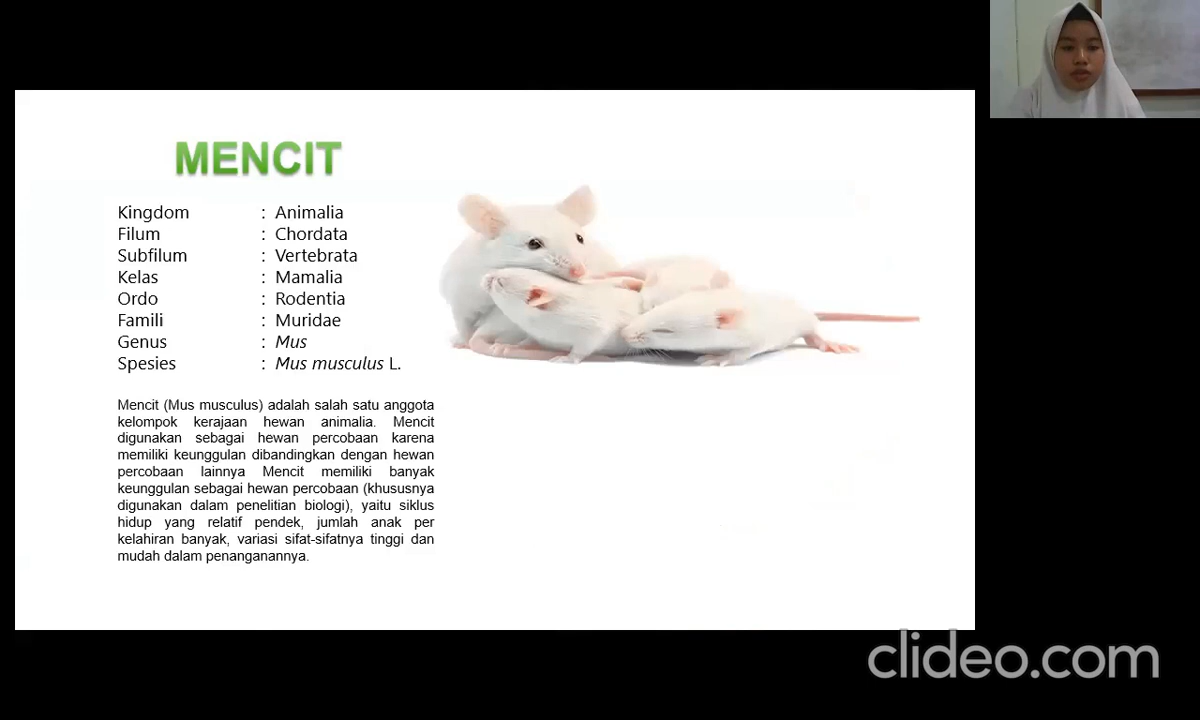 MENCIT
Kingdom : Animalia
Filum : Chordata
Subfilum : Vertebrata
Kelas : Mamalia
Ordo : Rodentia
Famili : Muridae
Genus : Mus
Spesies : Mus musculus L.
Mencit (Mus musculus) adalah salah satu anggota
kelompok kerajaan hewan animalia. Mencit
digunakan sebagai hewan percobaan karena
memiliki keunggulan dibandingkan dengan hewan
percobaan lainnya Mencit memiliki banyak
keunggulan sebagai hewan percobaan (khususnya
digunakan dalam penelitian biologi), yaitu siklus
hidup yang relatif pendek, jumlah anak per
kelahiran banyak, variasi sifat-sifatnya tinggi dan
mudah dalam penanganannya.
clideo.com